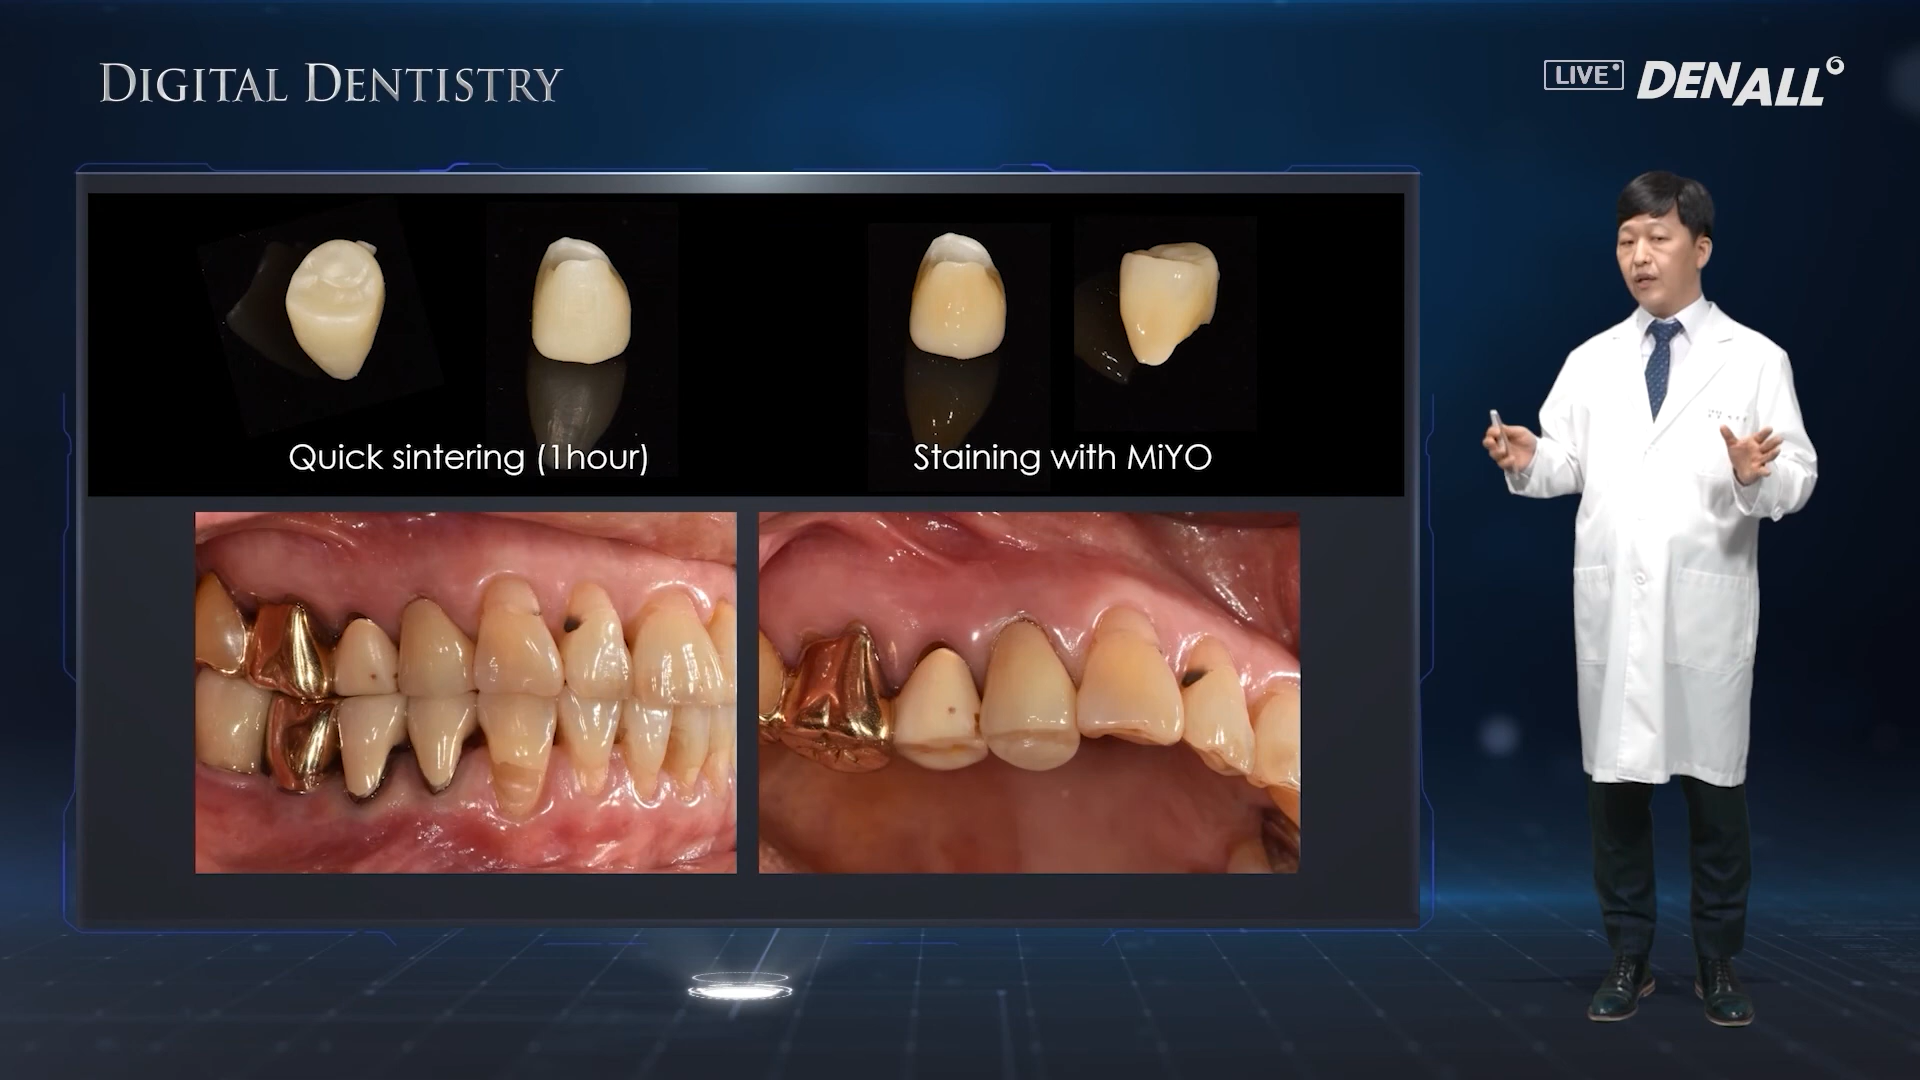 DIGITAL DENTISTRY
LIVE DENALL
Quick sintering (1hour)
Staining with MiYO